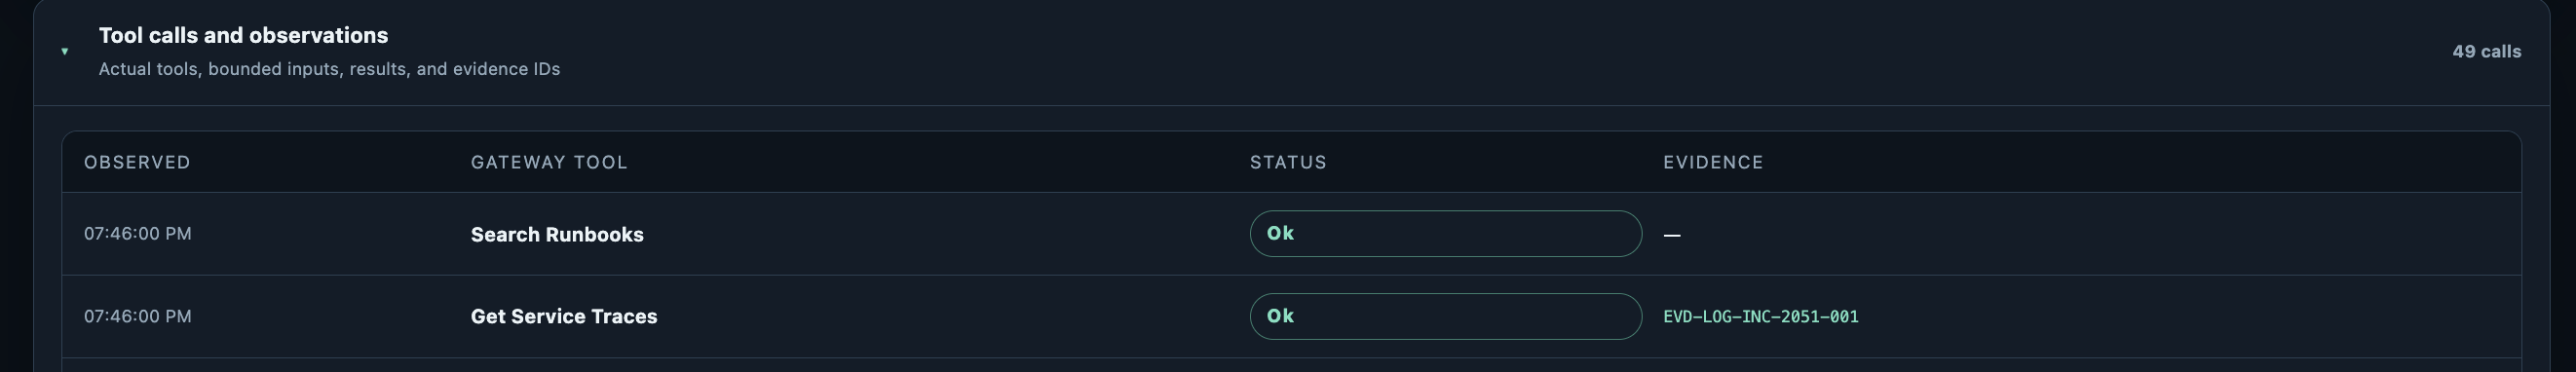 ▾ Tool calls and observations
Actual tools, bounded inputs, results, and evidence IDs
49 calls
OBSERVED GATEWAY TOOL STATUS EVIDENCE
07:46:00 PM Search Runbooks Ok —
07:46:00 PM Get Service Traces Ok EVD-LOG-INC-2051-001